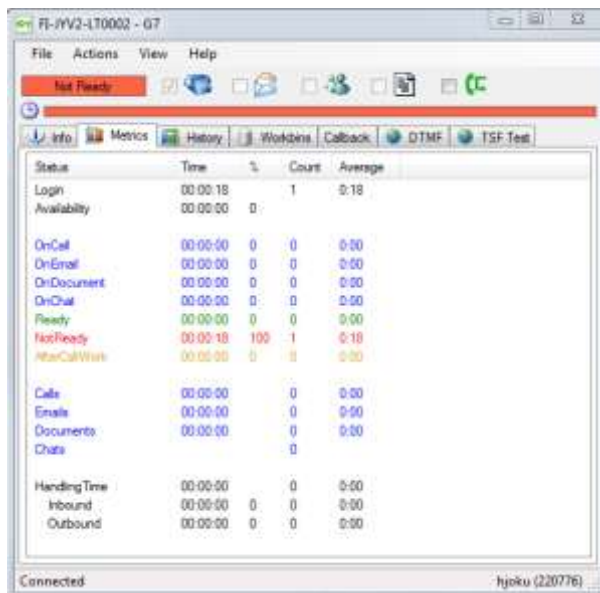 FI-JYV2-LT0002 - G7
File Actions View Help
Not Ready
Info Metrics History Workbins Callback DTMF TSF Test
Status Time % Count Average
Login 00:00:18 1 0:18
Availability 00:00:00 0
OnCall 00:00:00 0 0 0:00
OnEmail 00:00:00 0 0 0:00
OnDocument 00:00:00 0 0 0:00
OnChat 00:00:00 0 0 0:00
Ready 00:00:00 0 0 0:00
NotReady 00:00:18 100 1 0:18
AfterCallWork 00:00:00 0 0 0:00
Calls 00:00:00 0 0:00
Emails 00:00:00 0 0:00
Documents 00:00:00 0 0:00
Chats 0
HandlingTime 00:00:00 0 0:00
Inbound 00:00:00 0 0 0:00
Outbound 00:00:00 0 0 0:00
Connected hjoku (220776)